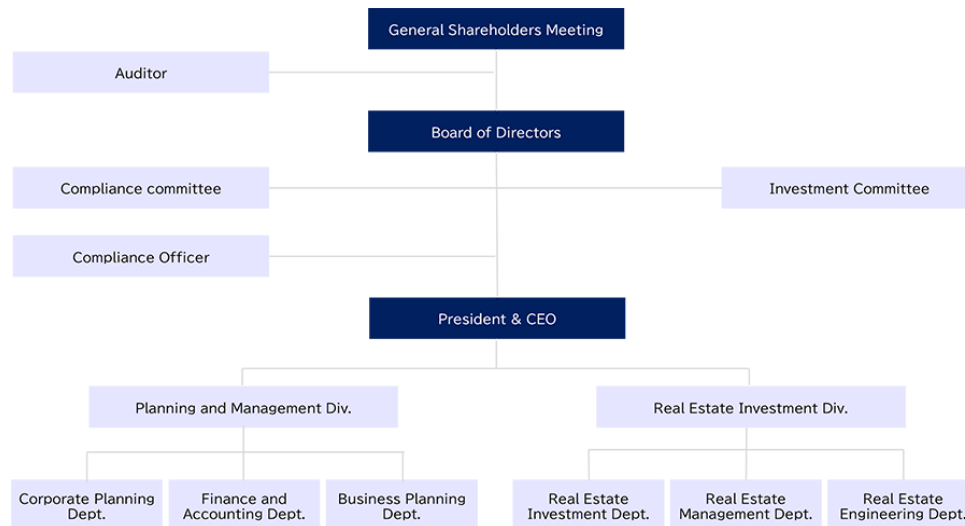 General Shareholders Meeting
Auditor
Board of Directors
Compliance committee
Investment Committee
Compliance Officer
President & CEO
Planning and Management Div.
Real Estate Investment Div.
Corporate Planning
Dept.
Finance and
Accounting Dept.
Business Planning
Dept.
Real Estate
Investment Dept.
Real Estate
Management Dept.
Real Estate
Engineering Dept.